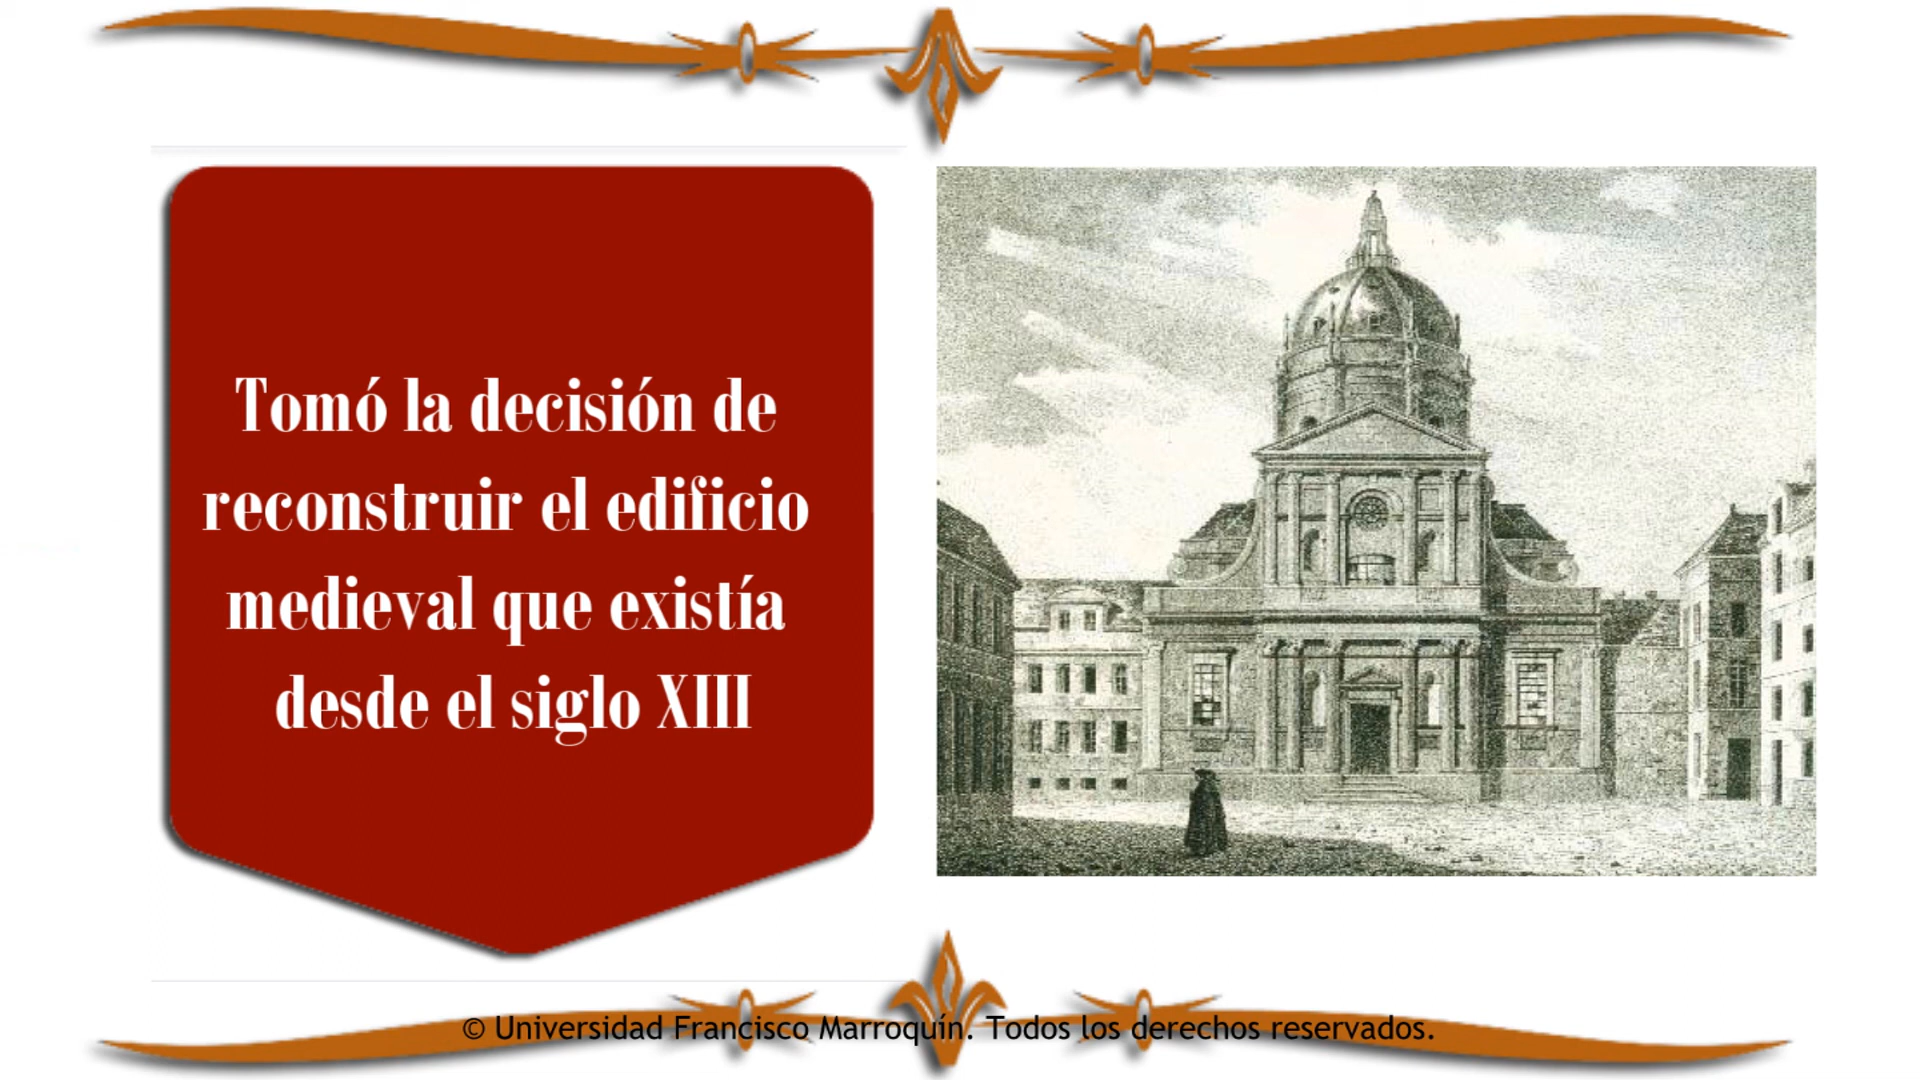 Tomó la decisión de
reconstruir el edificio
medieval que existía
desde el siglo XIII
© Universidad Francisco Marroquín. Todos los derechos reservados.